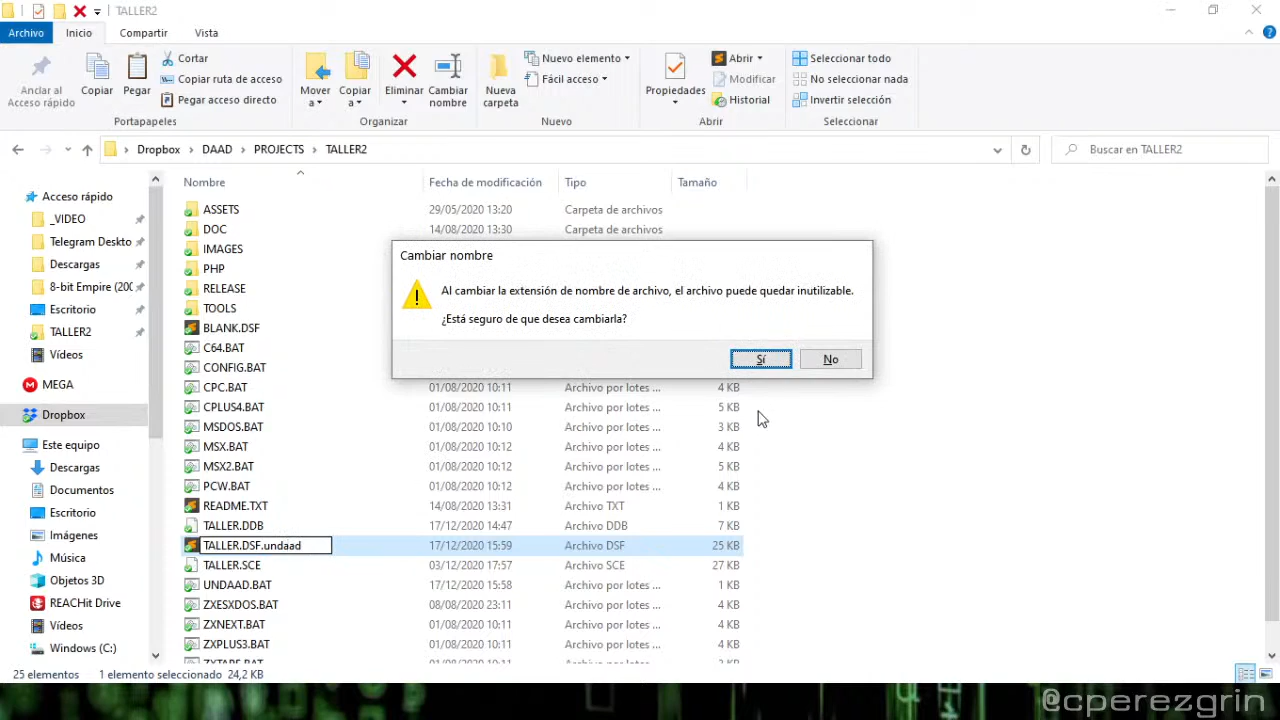 TALLER2
Archivo
Inicio
Compartir
Vista
Anclar al Acceso rápido
Copiar
Pegar
Cortar
Copiar ruta de acceso
Pegar acceso directo
Portapapeles
Mover a
Copiar a
Eliminar
Cambiar nombre
Organizar
Nueva carpeta
Nuevo elemento
Fácil acceso
Nuevo
Propiedades
Abrir
Modificar
Historial
Abrir
Seleccionar todo
No seleccionar nada
Invertir selección
Seleccionar
Dropbox > DAAD > PROJECTS > TALLER2
Buscar en TALLER2
Acceso rápido
_VIDEO
Telegram Deskto
Descargas
8-bit Empire (200
Escritorio
TALLER2
Vídeos
MEGA
Dropbox
Este equipo
Descargas
Documentos
Escritorio
Imágenes
Música
Objetos 3D
REACHit Drive
Vídeos
Windows (C:)
Nombre Fecha de modificación Tipo Tamaño
ASSETS 29/05/2020 13:20 Carpeta de archivos
DOC 14/08/2020 13:30 Carpeta de archivos
IMAGES
PHP
RELEASE
TOOLS
BLANK.DSF
C64.BAT
CONFIG.BAT
CPC.BAT 01/08/2020 10:11 Archivo por lotes ... 4 KB
CPLUS4.BAT 01/08/2020 10:11 Archivo por lotes ... 5 KB
MSDOS.BAT 01/08/2020 10:10 Archivo por lotes ... 3 KB
MSX.BAT 01/08/2020 10:12 Archivo por lotes ... 4 KB
MSX2.BAT 01/08/2020 10:12 Archivo por lotes ... 5 KB
PCW.BAT 01/08/2020 10:12 Archivo por lotes ... 4 KB
README.TXT 14/08/2020 13:31 Archivo TXT 1 KB
TALLER.DDB 17/12/2020 14:47 Archivo DDB 7 KB
TALLER.DSF.undaad 17/12/2020 15:59 Archivo DSF 25 KB
TALLER.SCE 03/12/2020 17:57 Archivo SCE 27 KB
UNDAAD.BAT 17/12/2020 15:58 Archivo por lotes ... 1 KB
ZXESXDOS.BAT 08/08/2020 23:11 Archivo por lotes ... 4 KB
ZXNEXT.BAT 01/08/2020 10:11 Archivo por lotes ... 4 KB
ZXPLUS3.BAT 01/08/2020 10:11 Archivo por lotes ... 4 KB
ZXTAPE.BAT 01/08/2020 10:11 Archivo por lotes ... 3 KB
Cambiar nombre
Al cambiar la extensión de nombre de archivo, el archivo puede quedar inutilizable.
¿Está seguro de que desea cambiarla?
Sí
No
25 elementos 1 elemento seleccionado 24,2 KB
@cperezgrin